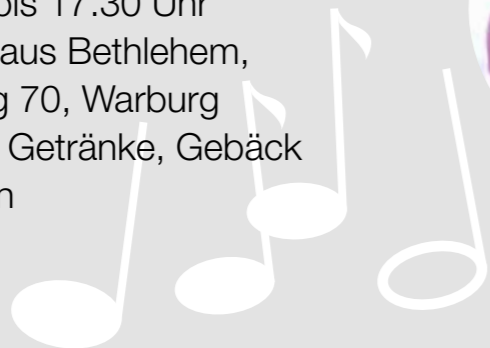 bis 17.30 Uhr
aus Bethlehem,
g 70, Warburg
Getränke, Gebäck
n